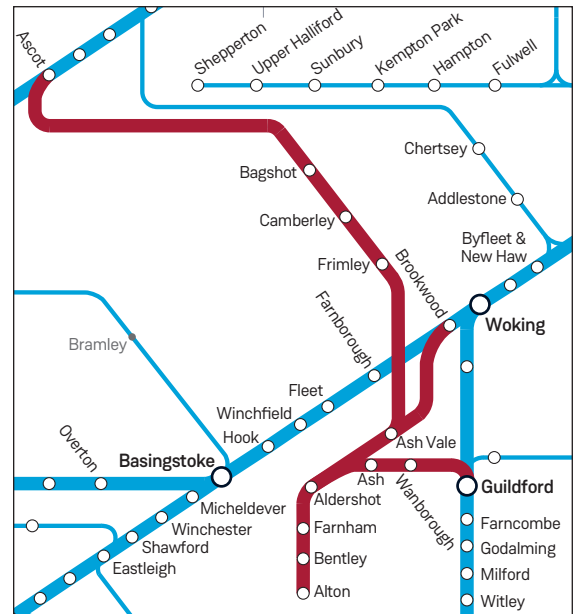 Ascot
Shepperton
Upper Halliford
Sunbury
Kempton Park
Hampton
Fulwell
Chertsey
Bagshot
Addlestone
Camberley
Byfleet &
New Haw
Frimley
Brookwood
Woking
Bramley
Farnborough
Fleet
Winchfield
Hook
Overton
Basingstoke
Ash Vale
Ash
Wanborough
Guildford
Aldershot
Micheldever
Winchester
Shawford
Eastleigh
Farnham
Bentley
Alton
Farncombe
Godalming
Milford
Witley